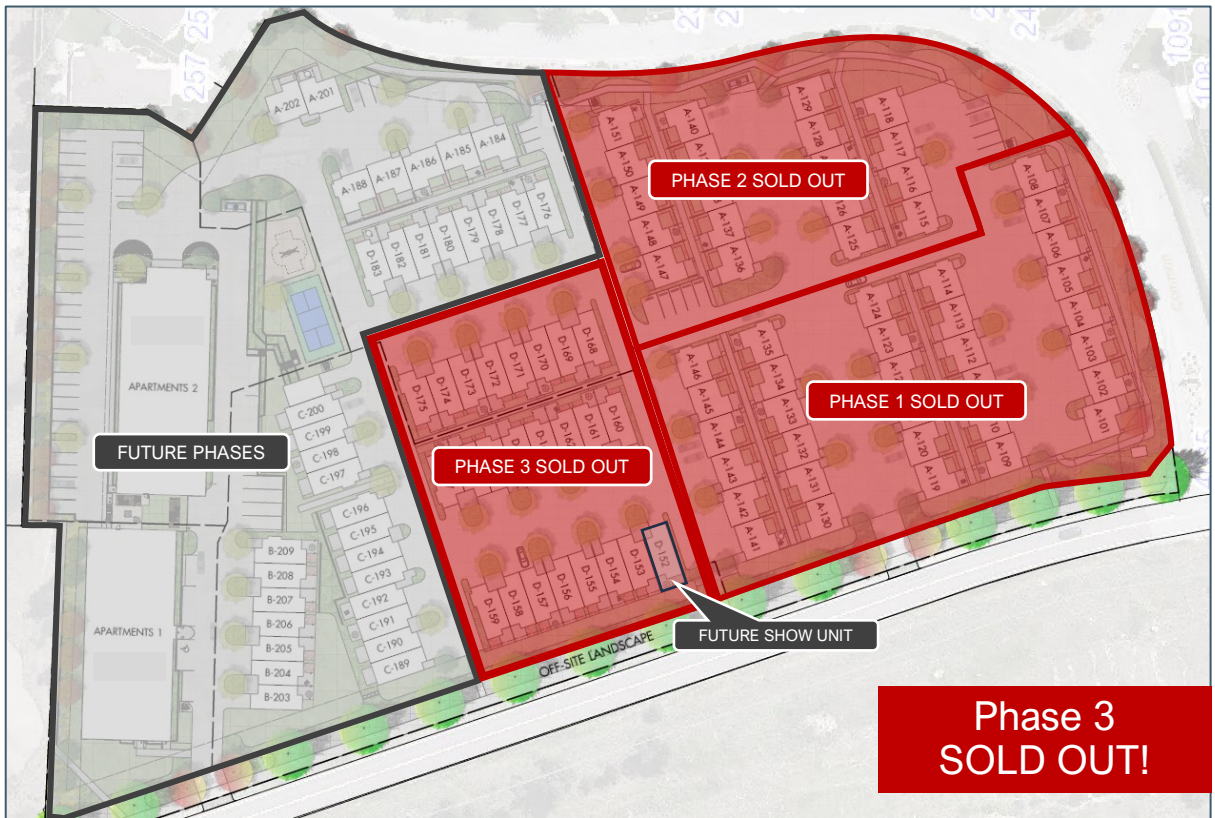 257
A-202
A-201
A-188
A-187
A-186
A-185
A-184
D-183
D-182
D-181
D-180
D-179
D-178
D-177
D-176
A-151
A-150
A-149
A-148
A-147
A-140
A-137
A-136
A-129
A-128
A-125
A-118
A-117
A-116
A-115
PHASE 2 SOLD OUT
A-108
A-107
A-106
A-105
A-104
A-103
A-102
A-101
A-114
A-113
A-112
A-109
A-124
A-123
A-120
A-119
A-135
A-134
A-133
A-132
A-131
A-130
A-146
A-145
A-144
A-143
A-142
A-141
PHASE 1 SOLD OUT
D-175
D-174
D-173
D-172
D-171
D-170
D-169
D-168
D-161
D-160
PHASE 3 SOLD OUT
D-159
D-158
D-157
D-156
D-155
D-154
D-153
D-152
FUTURE SHOW UNIT
APARTMENTS 2
FUTURE PHASES
C-200
C-199
C-198
C-197
C-196
C-195
C-194
C-193
C-192
C-191
C-190
C-189
B-209
B-208
B-207
B-206
B-205
B-204
B-203
APARTMENTS 1
OFF-SITE LANDSCAPE
Phase 3
SOLD OUT!